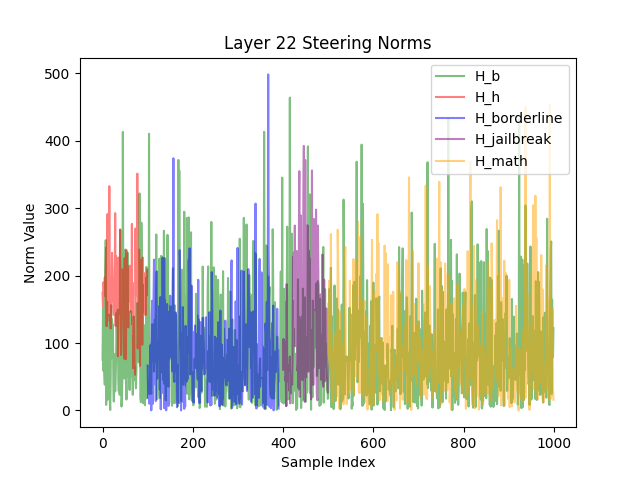 Layer 22 Steering Norms
500
400
300
200
100
0
Norm Value
H_b
H_h
H_borderline
H_jailbreak
H_math
0
200
400
600
800
1000
Sample Index